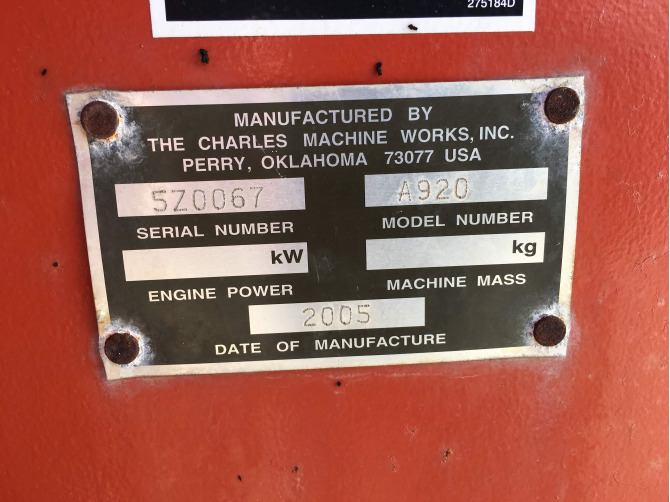 275184D
MANUFACTURED BY
THE CHARLES MACHINE WORKS, INC.
PERRY, OKLAHOMA 73077 USA
5Z0067 A920
SERIAL NUMBER MODEL NUMBER
kW kg
ENGINE POWER MACHINE MASS
2005
DATE OF MANUFACTURE